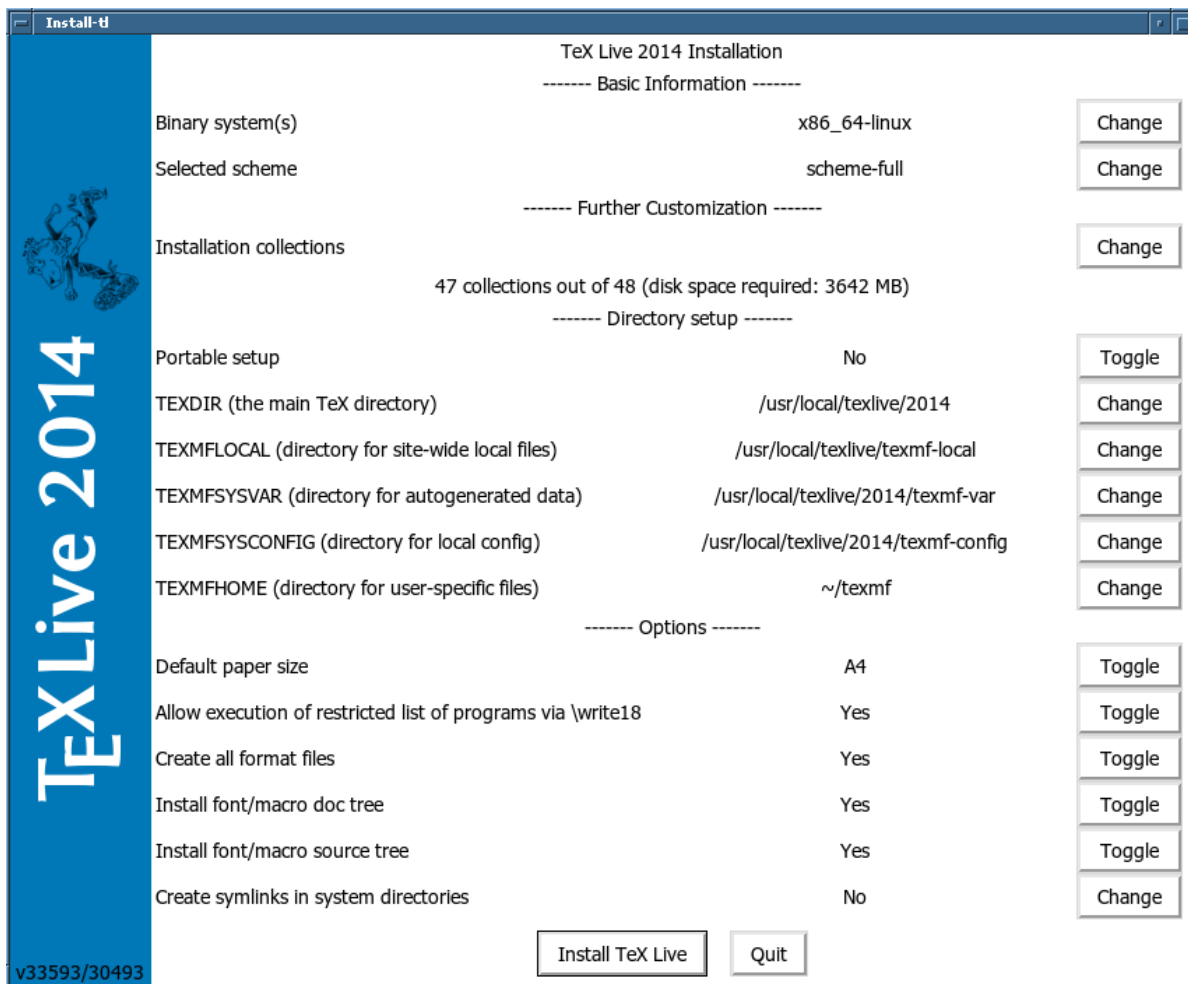 Install-tl
TeX Live 2014 Installation
------- Basic Information -------
Binary system(s) x86_64-linux Change
Selected scheme scheme-full Change
------- Further Customization -------
Installation collections Change
47 collections out of 48 (disk space required: 3642 MB)
------- Directory setup -------
Portable setup No Toggle
TEXDIR (the main TeX directory) /usr/local/texlive/2014 Change
TEXMFLOCAL (directory for site-wide local files) /usr/local/texlive/texmf-local Change
TEXMFSYSVAR (directory for autogenerated data) /usr/local/texlive/2014/texmf-var Change
TEXMFSYSCONFIG (directory for local config) /usr/local/texlive/2014/texmf-config Change
TEXMFHOME (directory for user-specific files) ~/texmf Change
------- Options -------
Default paper size A4 Toggle
Allow execution of restricted list of programs via \write18 Yes Toggle
Create all format files Yes Toggle
Install font/macro doc tree Yes Toggle
Install font/macro source tree Yes Toggle
Create symlinks in system directories No Change
Install TeX Live Quit
TEX Live 2014
v33593/30493